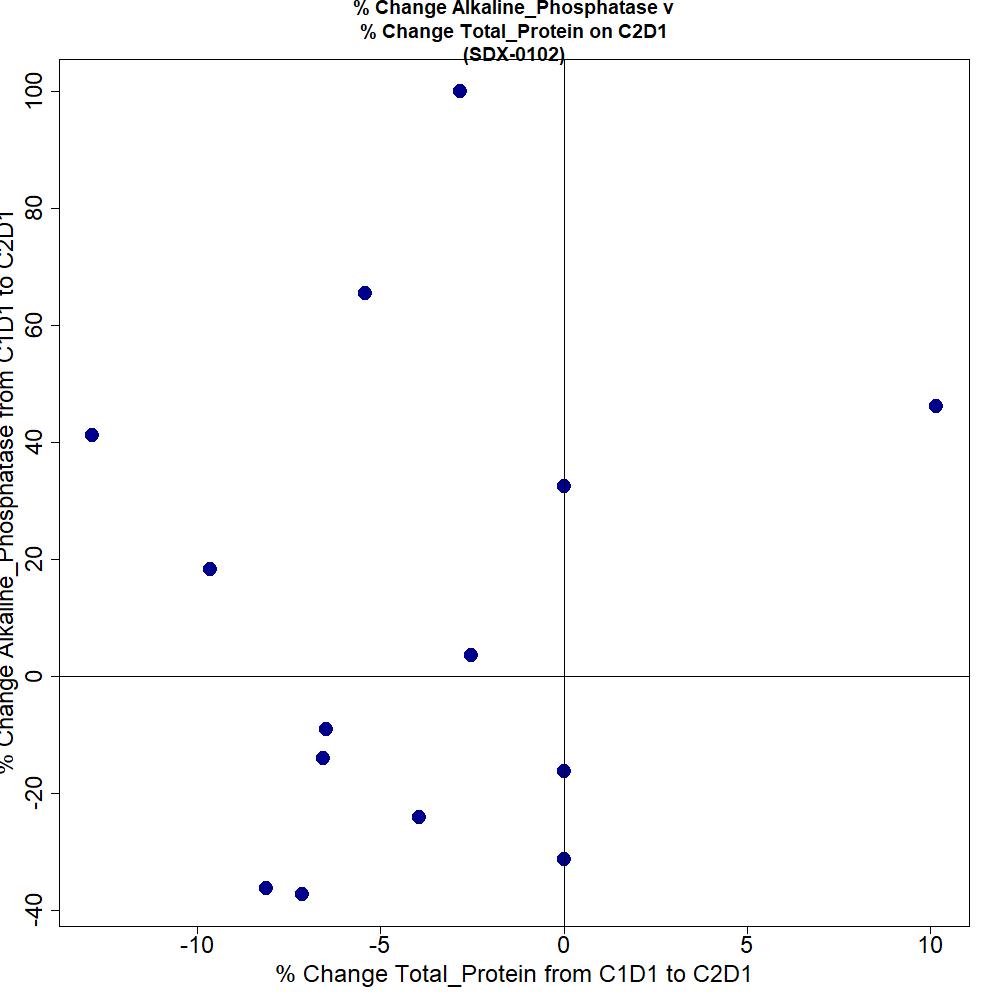 % Change Alkaline_Phosphatase v
% Change Total_Protein on C2D1
(SDX-0102)
% Change Alkaline_Phosphatase from C1D1 to C2D1
100
80
60
40
20
0
-20
-40
-10
-5
0
5
10
% Change Total_Protein from C1D1 to C2D1